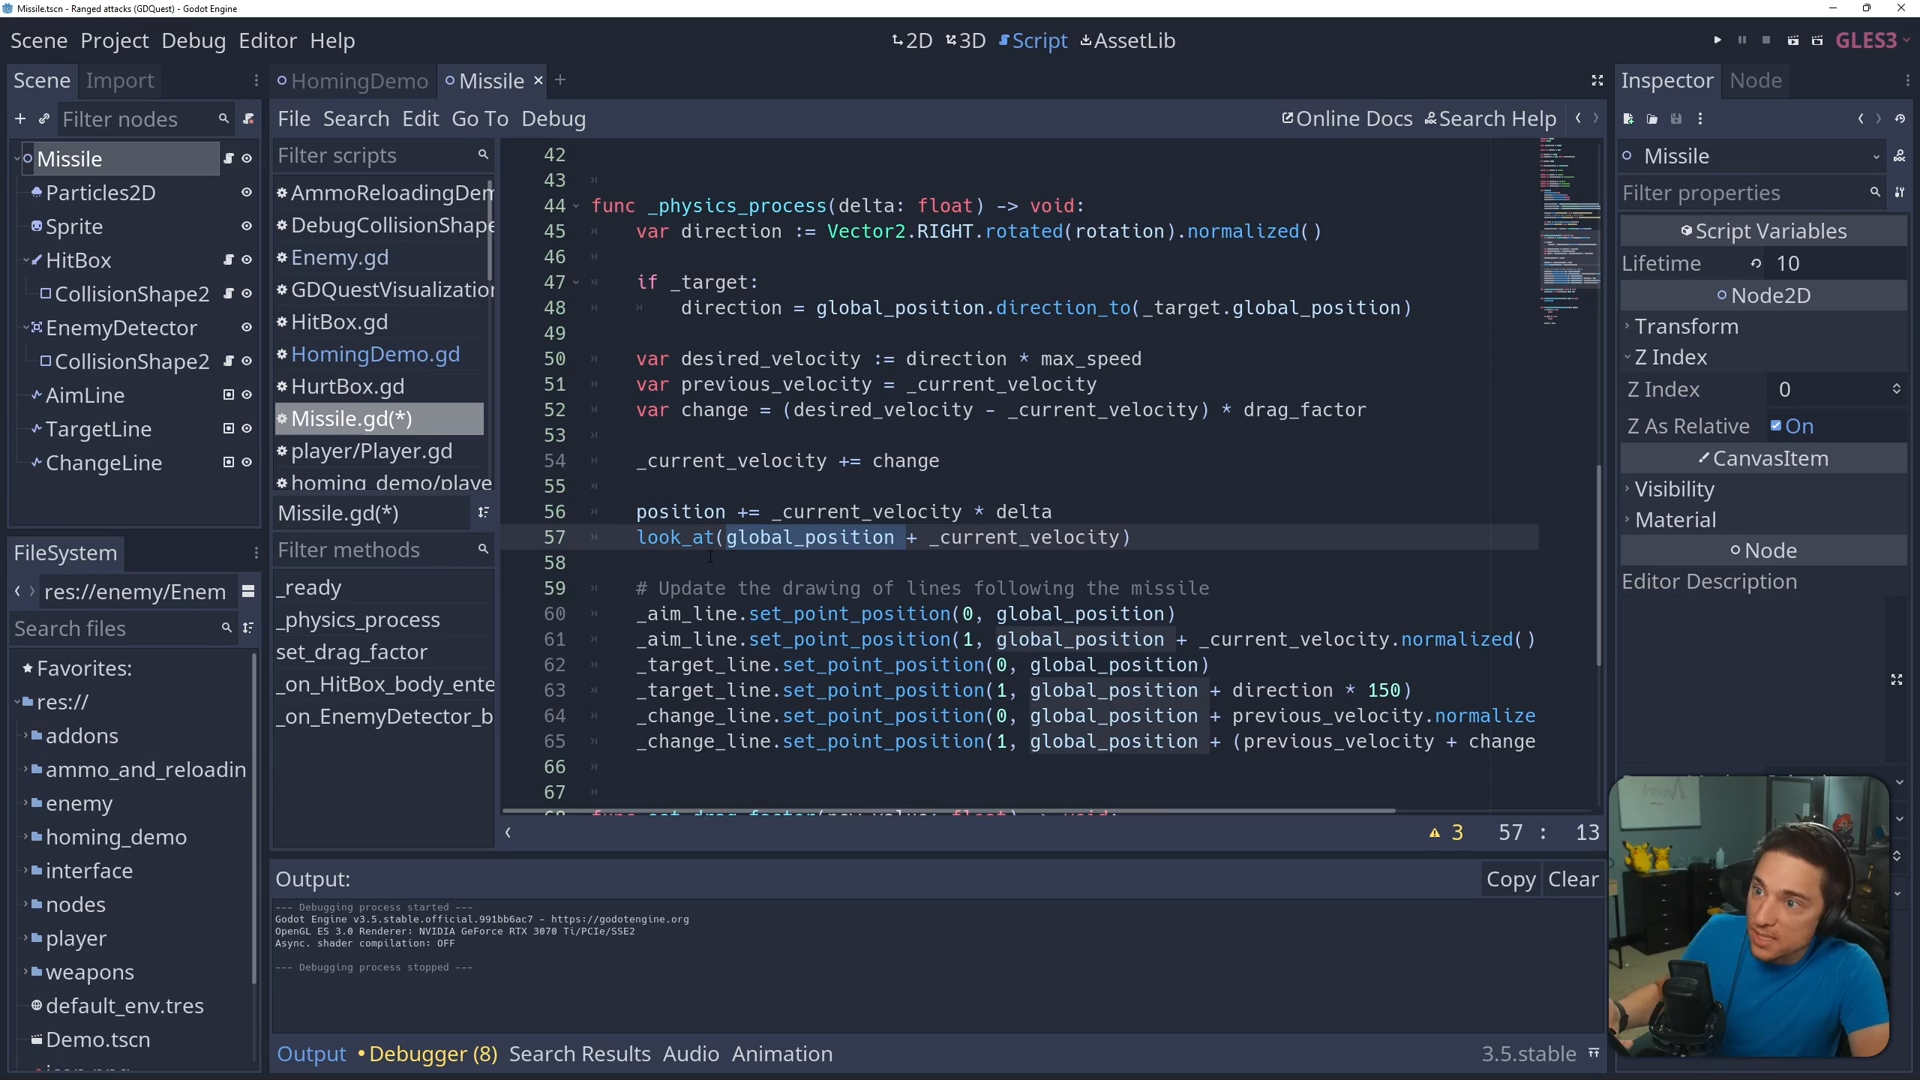 Missile.tscn - Ranged attacks (GDQuest) - Godot Engine
Scene Project Debug Editor Help
2D 3D Script AssetLib
GLES3
Scene Import
HomingDemo Missile
Inspector Node
Filter nodes
File Search Edit Go To Debug
Online Docs Search Help
Missile
Particles2D
Sprite
HitBox
CollisionShape2
EnemyDetector
CollisionShape2
AimLine
TargetLine
ChangeLine
Filter scripts
AmmoReloadingDem
DebugCollisionShape
Enemy.gd
GDQuestVisualizatio
HitBox.gd
HomingDemo.gd
HurtBox.gd
Missile.gd(*)
player/Player.gd
homing_demo/playe
Missile.gd(*)
Filter methods
_ready
_physics_process
set_drag_factor
_on_HitBox_body_ente
_on_EnemyDetector_b
42
43
44 func _physics_process(delta: float) -> void:
45 var direction := Vector2.RIGHT.rotated(rotation).normalized()
46
47 if _target:
48 direction = global_position.direction_to(_target.global_position)
49
50 var desired_velocity := direction * max_speed
51 var previous_velocity = _current_velocity
52 var change = (desired_velocity - _current_velocity) * drag_factor
53
54 _current_velocity += change
55
56 position += _current_velocity * delta
57 look_at(global_position + _current_velocity)
58
59 # Update the drawing of lines following the missile
60 _aim_line.set_point_position(0, global_position)
61 _aim_line.set_point_position(1, global_position + _current_velocity.normalized()
62 _target_line.set_point_position(0, global_position)
63 _target_line.set_point_position(1, global_position + direction * 150)
64 _change_line.set_point_position(0, global_position + previous_velocity.normalize
65 _change_line.set_point_position(1, global_position + (previous_velocity + change
66
67
68 func set_drag_factor(new_value: float) -> void:
3 57 : 13
Missile
Filter properties
Script Variables
Lifetime 10
Node2D
Transform
Z Index
Z Index 0
Z As Relative On
CanvasItem
Visibility
Material
Node
Editor Description
FileSystem
res://enemy/Enem
Search files
Favorites:
res://
addons
ammo_and_reloadin
enemy
homing_demo
interface
nodes
player
weapons
default_env.tres
Demo.tscn
Output:
Copy Clear
--- Debugging process started ---
Godot Engine v3.5.stable.official.991bb6ac7 - https://godotengine.org
OpenGL ES 3.0 Renderer: NVIDIA GeForce RTX 3070 Ti/PCIe/SSE2
Async. shader compilation: OFF
--- Debugging process stopped ---
Output Debugger (8) Search Results Audio Animation
3.5.stable